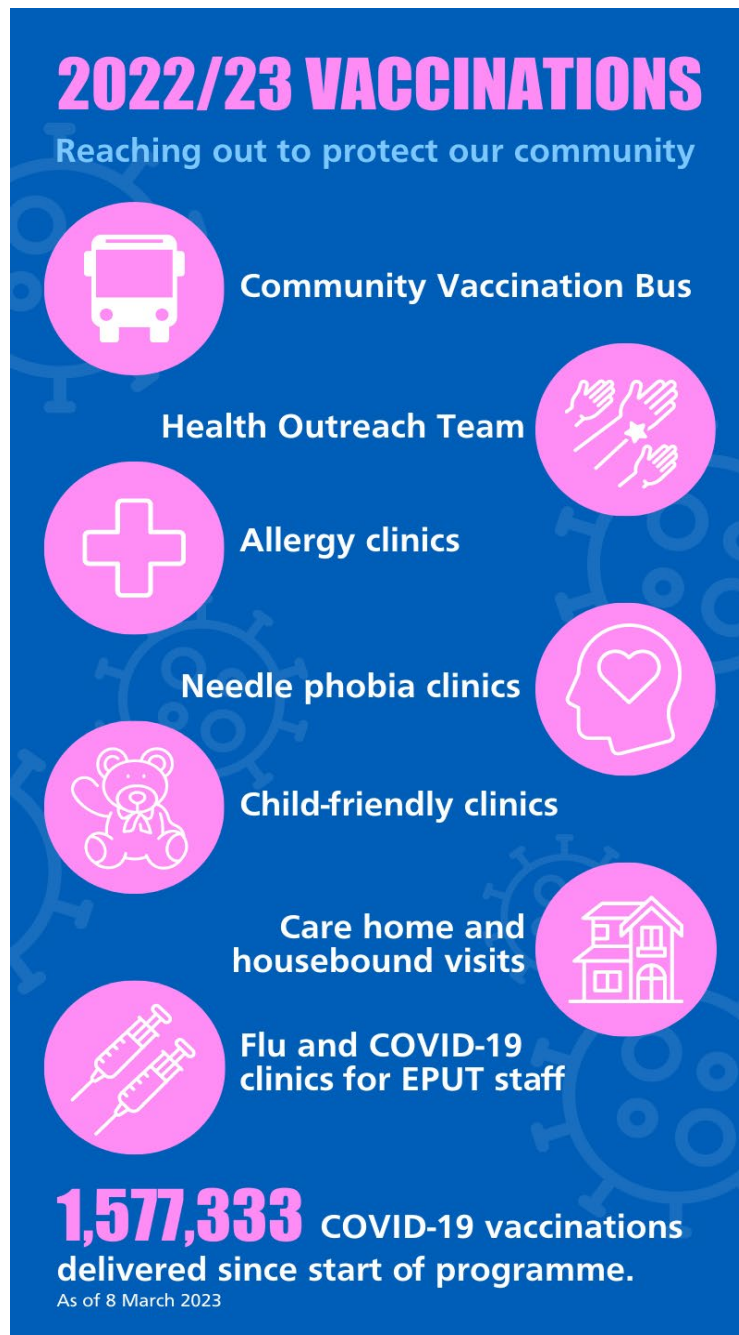 2022/23 VACCINATIONS
Reaching out to protect our community
Community Vaccination Bus
Health Outreach Team
Allergy clinics
Needle phobia clinics
Child-friendly clinics
Care home and
housebound visits
Flu and COVID-19
clinics for EPUT staff
1,577,333 COVID-19 vaccinations
delivered since start of programme.
As of 8 March 2023